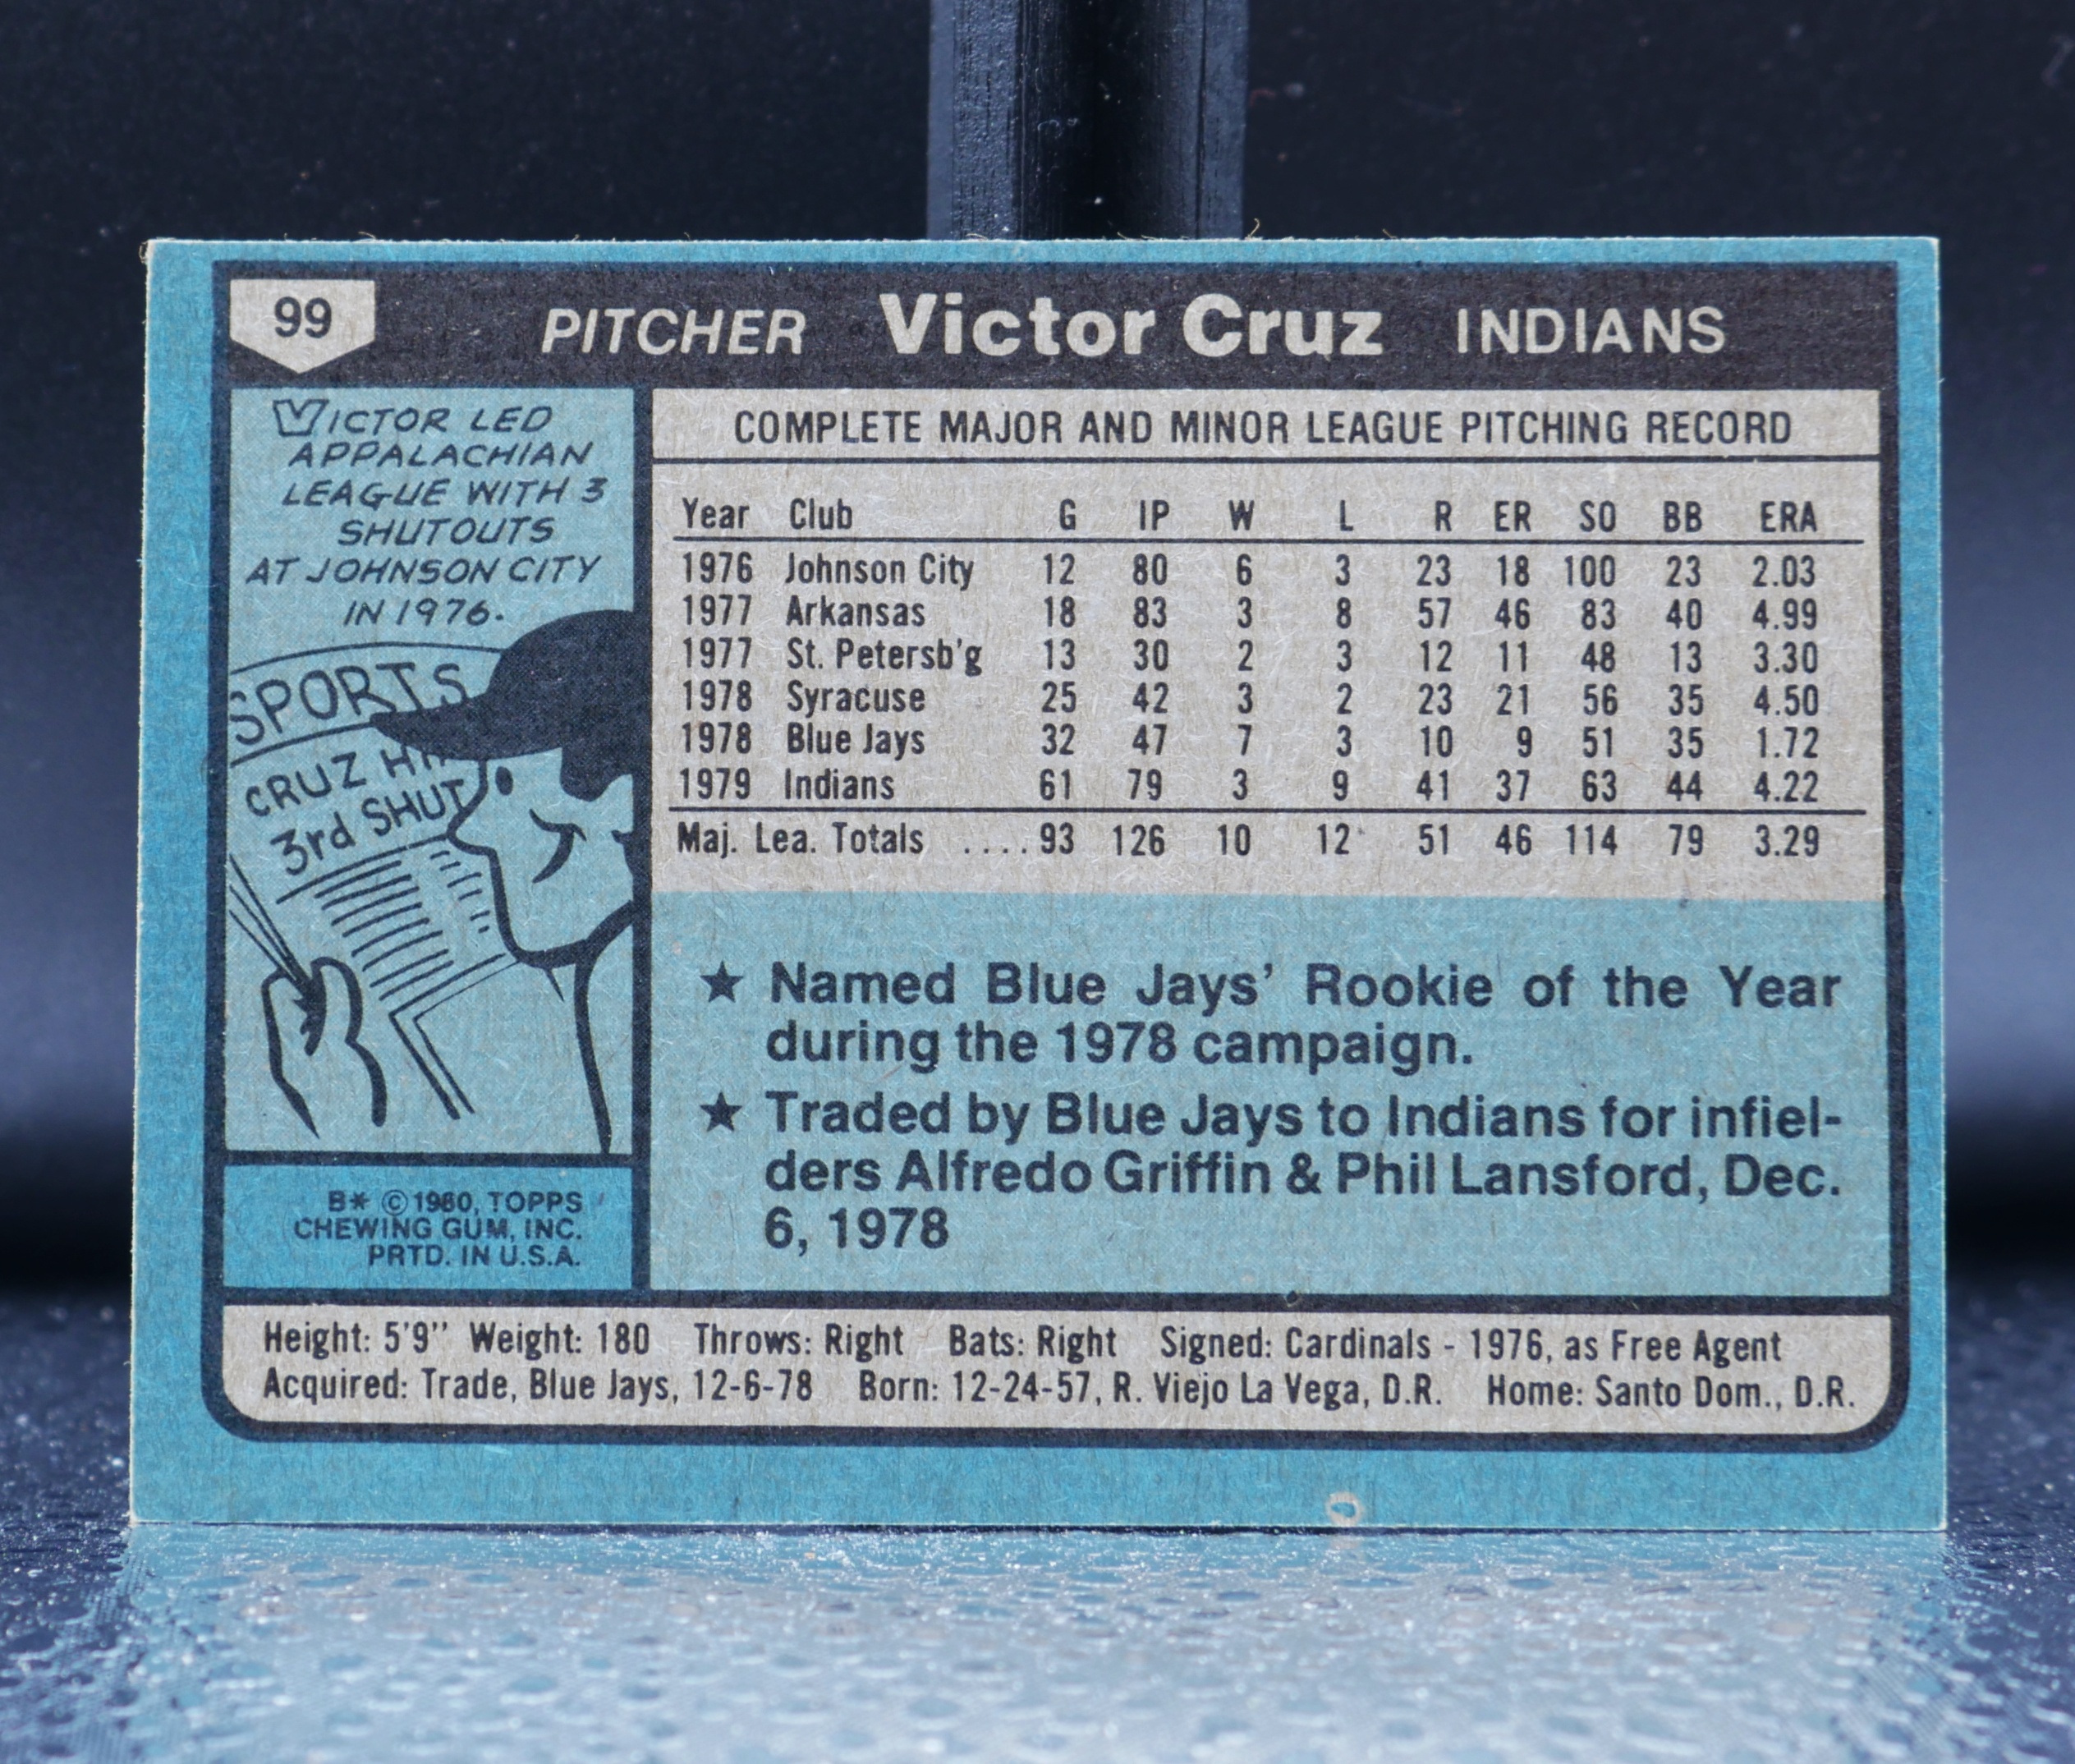 99 PITCHER Victor Cruz INDIANS
VICTOR LED
APPALACHIAN
LEAGUE WITH 3
SHUTOUTS
AT JOHNSON CITY
IN 1976.
SPORTS
CRUZ
3rd SHUT
B* © 1980, TOPPS
CHEWING GUM, INC.
PRTD. IN U.S.A.
COMPLETE MAJOR AND MINOR LEAGUE PITCHING RECORD
Year Club G IP W L R ER SO BB ERA
1976 Johnson City 12 80 6 3 23 18 100 23 2.03
1977 Arkansas 18 83 3 8 57 46 83 40 4.99
1977 St. Petersb'g 13 30 2 3 12 11 48 13 3.30
1978 Syracuse 25 42 3 2 23 21 56 35 4.50
1978 Blue Jays 32 47 7 3 10 9 51 35 1.72
1979 Indians 61 79 3 9 41 37 63 44 4.22
Maj. Lea. Totals ....93 126 10 12 51 46 114 79 3.29
★ Named Blue Jays' Rookie of the Year
during the 1978 campaign.
★ Traded by Blue Jays to Indians for infiel-
ders Alfredo Griffin & Phil Lansford, Dec.
6, 1978
Height: 5'9" Weight: 180 Throws: Right Bats: Right Signed: Cardinals - 1976, as Free Agent
Acquired: Trade, Blue Jays, 12-6-78 Born: 12-24-57, R. Viejo La Vega, D.R. Home: Santo Dom., D.R.